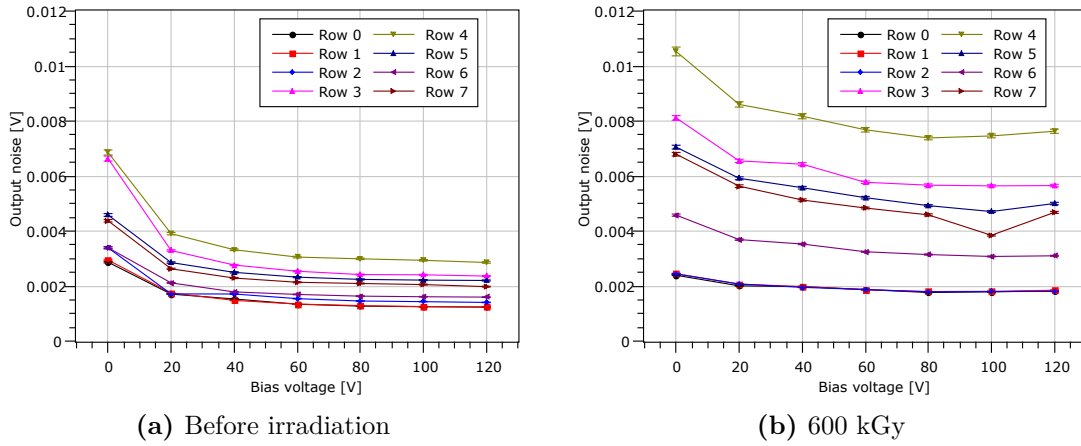 0.012
0.01
0.008
0.006
0.004
0.002
0
Output noise [V]
Row 0
Row 1
Row 2
Row 3
Row 4
Row 5
Row 6
Row 7
0 20 40 60 80 100 120
Bias voltage [V]
(a) Before irradiation
0.012
0.01
0.008
0.006
0.004
0.002
0
Output noise [V]
Row 0
Row 1
Row 2
Row 3
Row 4
Row 5
Row 6
Row 7
0 20 40 60 80 100 120
Bias voltage [V]
(b) 600 kGy